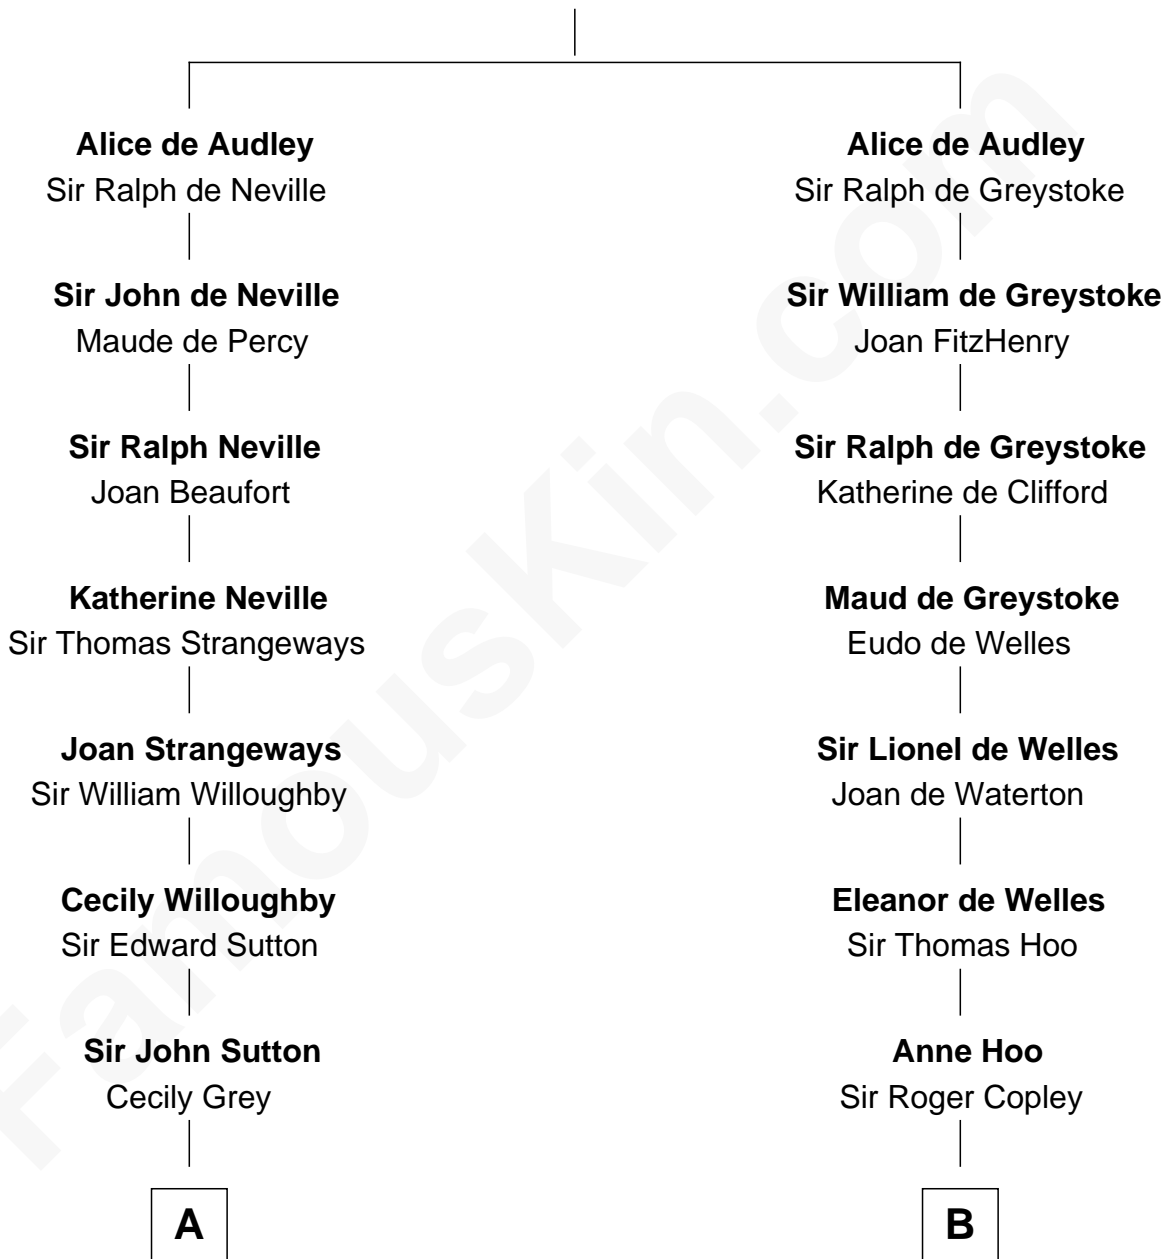 Alice de Audley
Sir Ralph de Neville
Sir John de Neville
Maude de Percy
Sir Ralph Neville
Joan Beaufort
Katherine Neville
Sir Thomas Strangeways
Joan Strangeways
Sir William Willoughby
Cecily Willoughby
Sir Edward Sutton
Sir John Sutton
Cecily Grey
A
Alice de Audley
Sir Ralph de Greystoke
Sir William de Greystoke
Joan FitzHenry
Sir Ralph de Greystoke
Katherine de Clifford
Maud de Greystoke
Eudo de Welles
Sir Lionel de Welles
Joan de Waterton
Eleanor de Welles
Sir Thomas Hoo
Anne Hoo
Sir Roger Copley
B
FamousKin.com